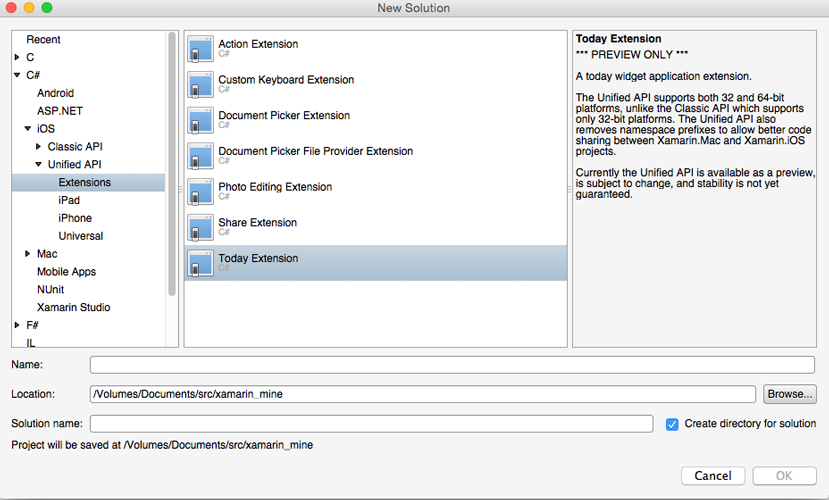 New Solution
Recent
C
C#
Android
ASP.NET
iOS
Classic API
Unified API
Extensions
iPad
iPhone
Universal
Mac
Mobile Apps
NUnit
Xamarin Studio
F#
IL
Action Extension
C#
Custom Keyboard Extension
C#
Document Picker Extension
C#
Document Picker File Provider Extension
C#
Photo Editing Extension
C#
Share Extension
C#
Today Extension
C#
Today Extension
*** PREVIEW ONLY ***
A today widget application extension.
The Unified API supports both 32 and 64-bit
platforms, unlike the Classic API which supports
only 32-bit platforms. The Unified API also
removes namespace prefixes to allow better code
sharing between Xamarin.Mac and Xamarin.iOS
projects.
Currently the Unified API is available as a preview,
is subject to change, and stability is not yet
guaranteed.
Name:
Location: /Volumes/Documents/src/xamarin_mine Browse...
Solution name: Create directory for solution
Project will be saved at /Volumes/Documents/src/xamarin_mine
Cancel OK